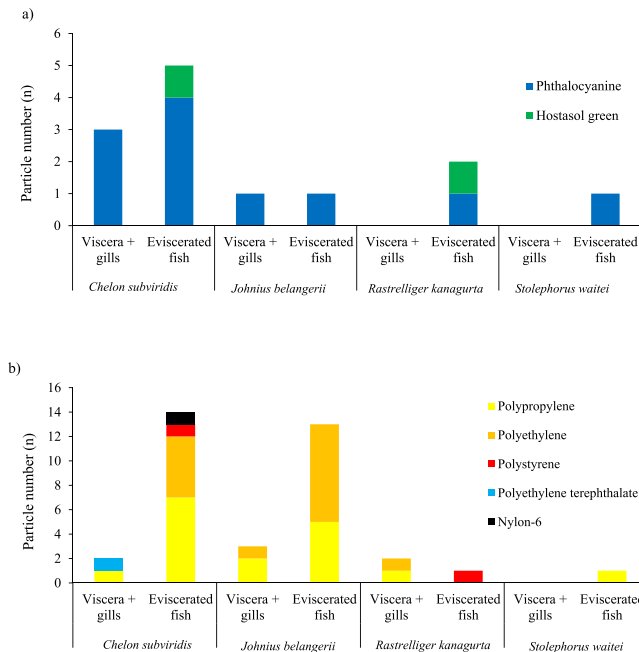 a)
Particle number (n)
6
5
4
3
2
1
0
Phthalocyanine
Hostasol green
Viscera + gills
Eviscerated fish
Viscera + gills
Eviscerated fish
Viscera + gills
Eviscerated fish
Viscera + gills
Eviscerated fish
Chelon subviridis
Johnius belangerii
Rastrelliger kanagurta
Stolephorus waitei
b)
Particle number (n)
16
14
12
10
8
6
4
2
0
Polypropylene
Polyethylene
Polystyrene
Polyethylene terephthalate
Nylon-6
Viscera + gills
Eviscerated fish
Viscera + gills
Eviscerated fish
Viscera + gills
Eviscerated fish
Viscera + gills
Eviscerated fish
Chelon subviridis
Johnius belangerii
Rastrelliger kanagurta
Stolephorus waitei